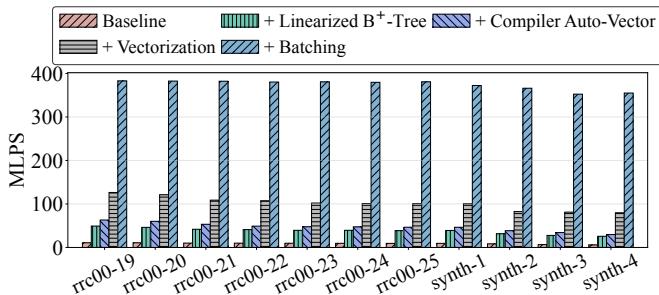 Baseline
+ Linearized B+-Tree
+ Compiler Auto-Vector
+ Vectorization
+ Batching
MLPS
400
300
200
100
0
rrc00-19
rrc00-20
rrc00-21
rrc00-22
rrc00-23
rrc00-24
rrc00-25
synth-1
synth-2
synth-3
synth-4